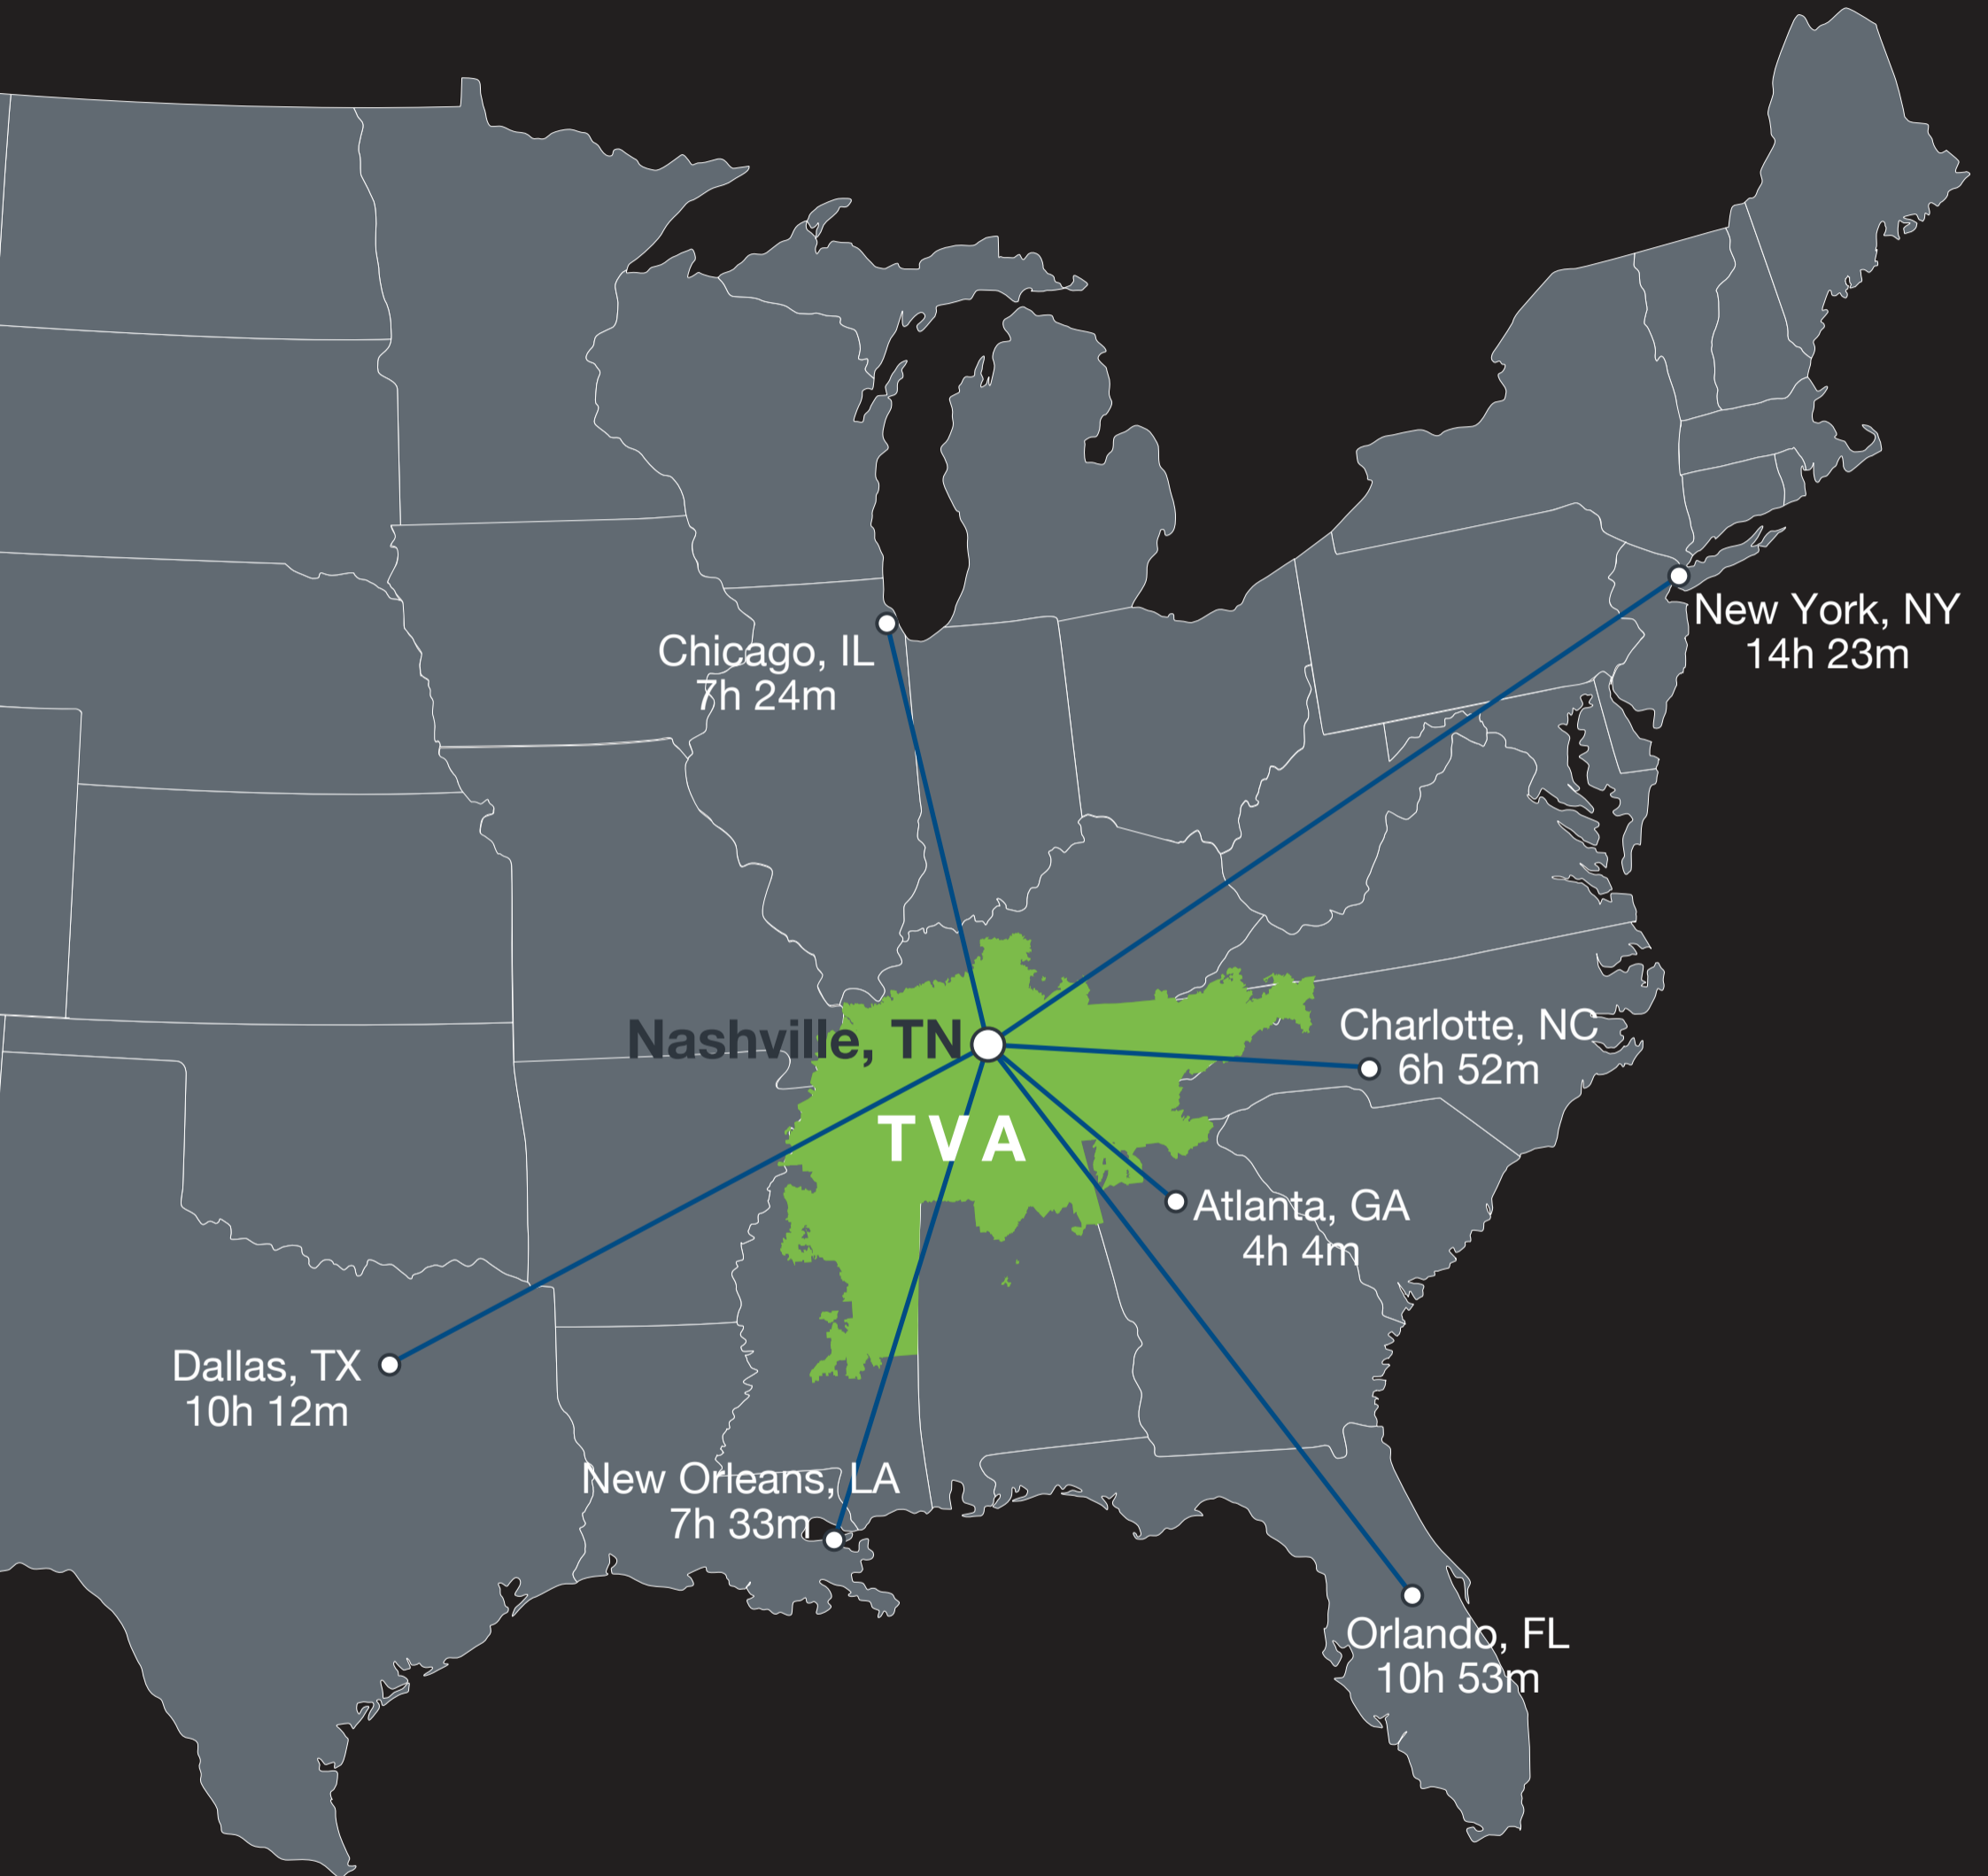 New York, NY
14h 23m
Chicago, IL
7h 24m
Nashville, TN
Charlotte, NC
6h 52m
TVA
Atlanta, GA
4h 4m
Dallas, TX
10h 12m
New Orleans, LA
7h 33m
Orlando, FL
10h 53m